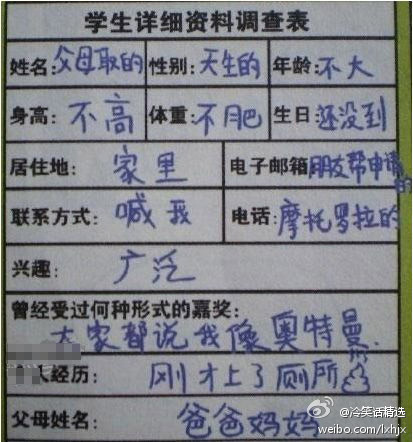 学生详细资料调查表
姓名:父母取的 性别:天生的 年龄:不大
身高:不高 体重:不肥 生日:还没到
居住地:家里 电子邮箱 朋友帮申请的
联系方式:喊我 电话:摩托罗拉的
兴趣:广泛
曾经受过何种形式的嘉奖:
大家都说我像奥特曼.
人经历:刚才上了厕所
父母姓名:爸爸妈妈
@冷笑话精选
weibo.com/lxhjx